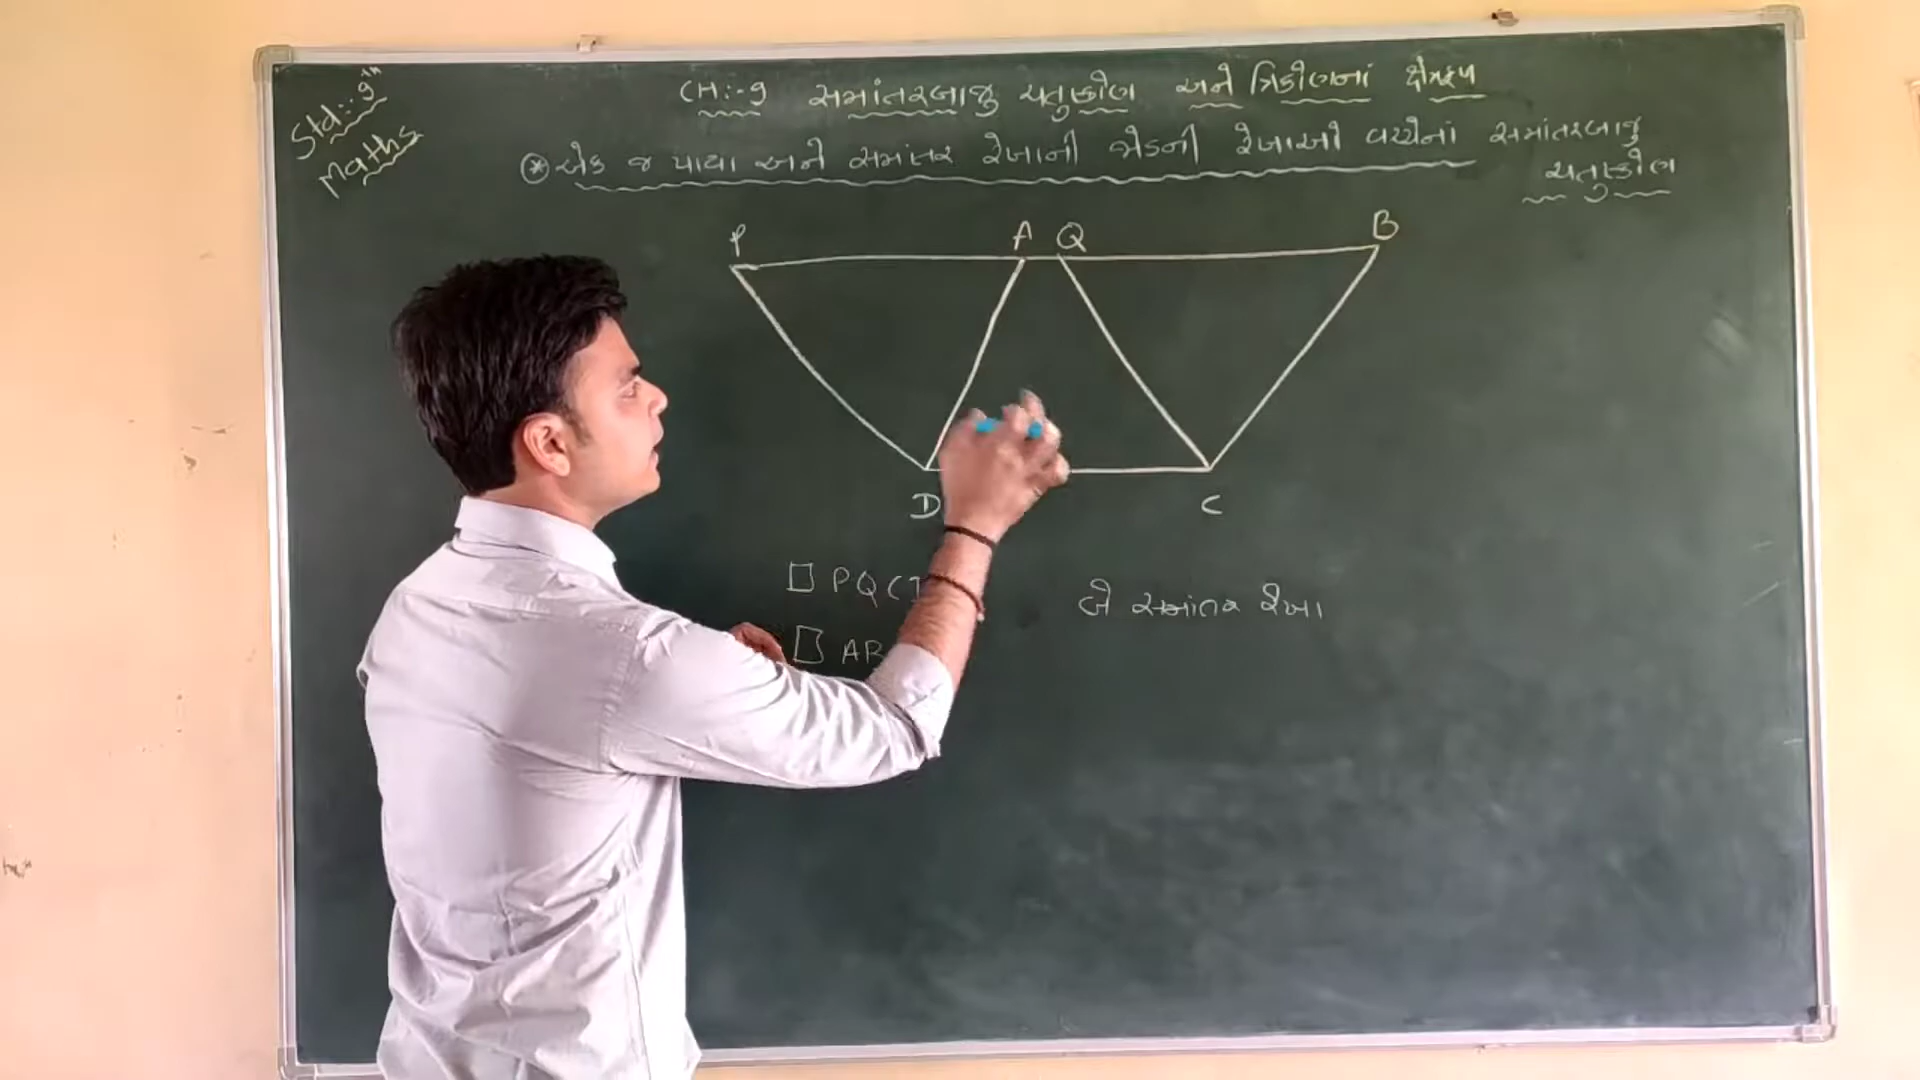 Std:- 9th
Maths
CH:-9 સમાંતરબાજુ ચતુષ્કોણ અને ત્રિકોણનાં ક્ષેત્રફળ
* એક જ પાયા અને સમાંતર રેખાની જોડની રેખાઓ વચ્ચેનાં સમાંતરબાજુ
ચતુષ્કોણ
P A Q B
D C
□ PQC
બે સમાંતર રેખા
□ AB